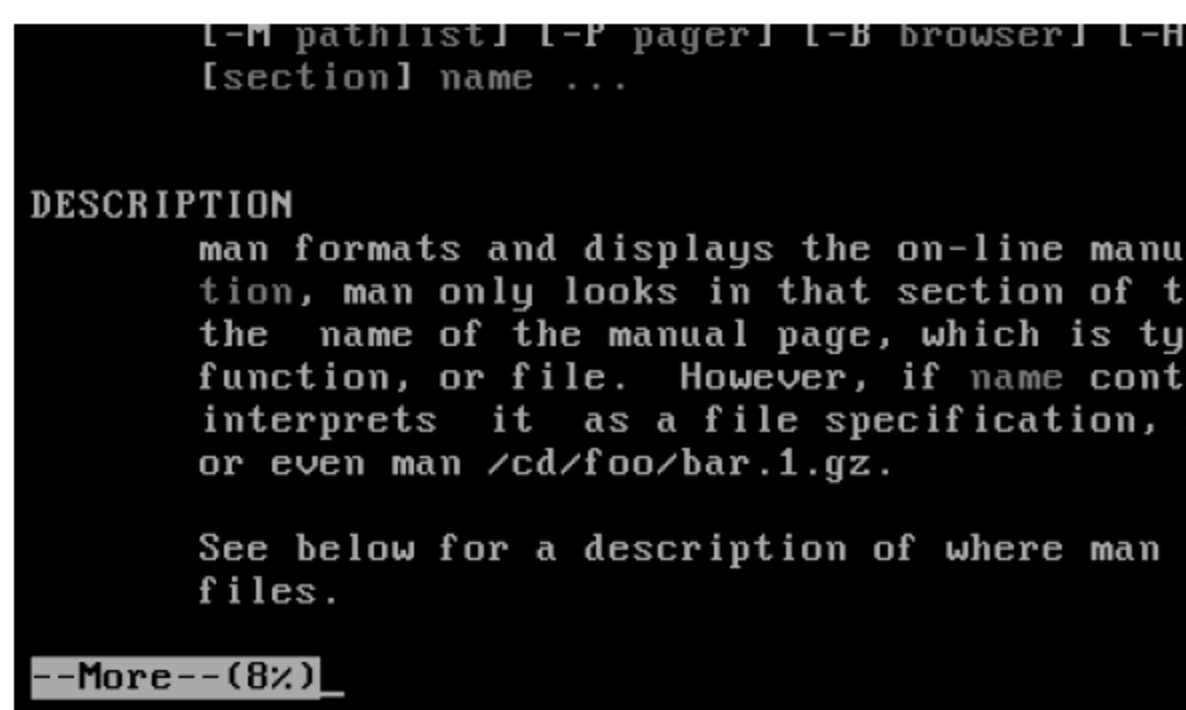 [-M pathlist] [-P pager] [-B browser] [-H
[section] name ...
DESCRIPTION
man formats and displays the on-line manu
tion, man only looks in that section of t
the name of the manual page, which is ty
function, or file. However, if name cont
interprets it as a file specification,
or even man /cd/foo/bar.1.gz.
See below for a description of where man
files.
--More--(8%)_